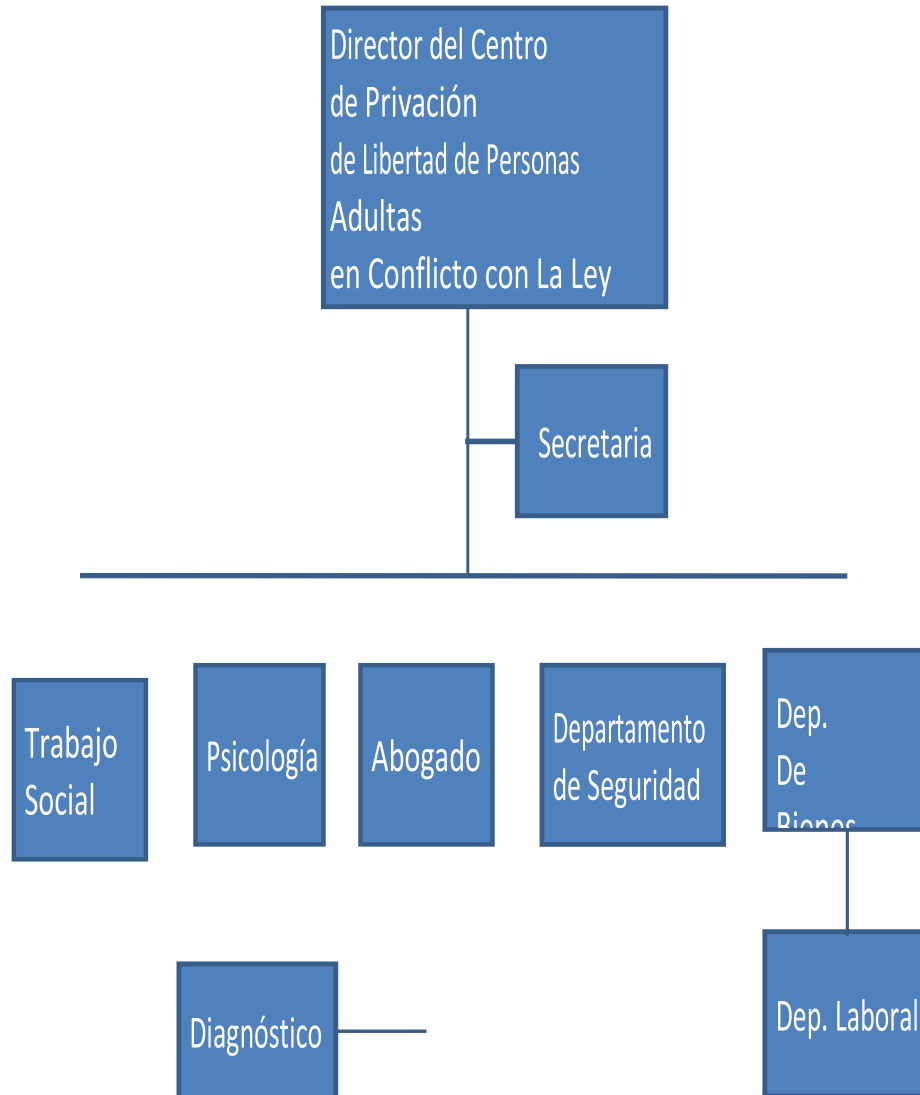 Director del Centro
de Privación
de Libertad de Personas
Adultas
en Conflicto con La Ley
Secretaria
Trabajo
Social
Psicología
Abogado
Departamento
de Seguridad
Dep.
De
Dep. Laboral
Diagnóstico